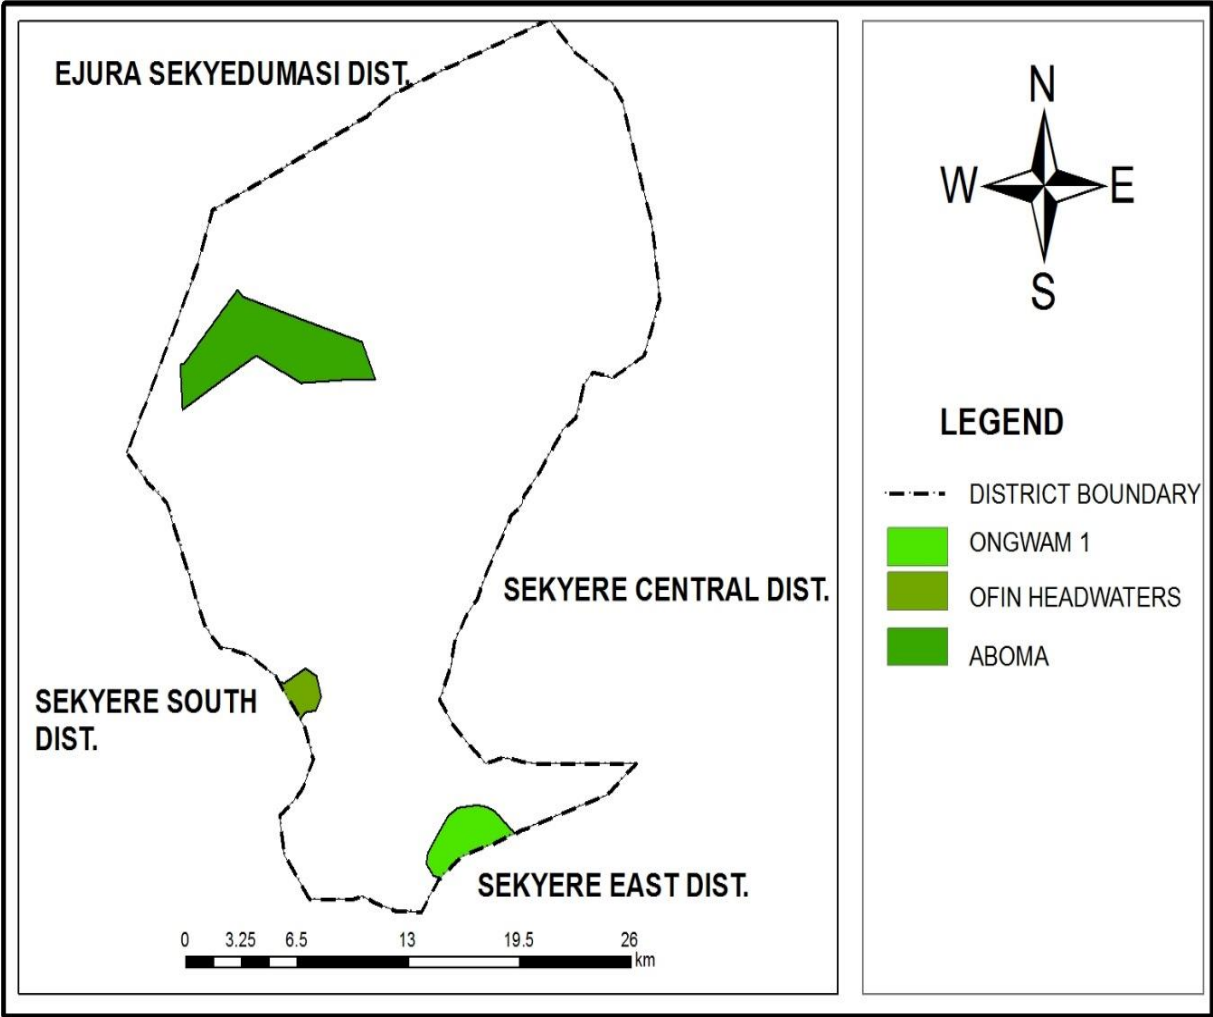 EJURA SEKYEDUMASI DIST.
SEKYERE CENTRAL DIST.
SEKYERE SOUTH
DIST.
SEKYERE EAST DIST.
0 3.25 6.5 13 19.5 26
km
N
W E
S
LEGEND
DISTRICT BOUNDARY
ONGWAM 1
OFIN HEADWATERS
ABOMA